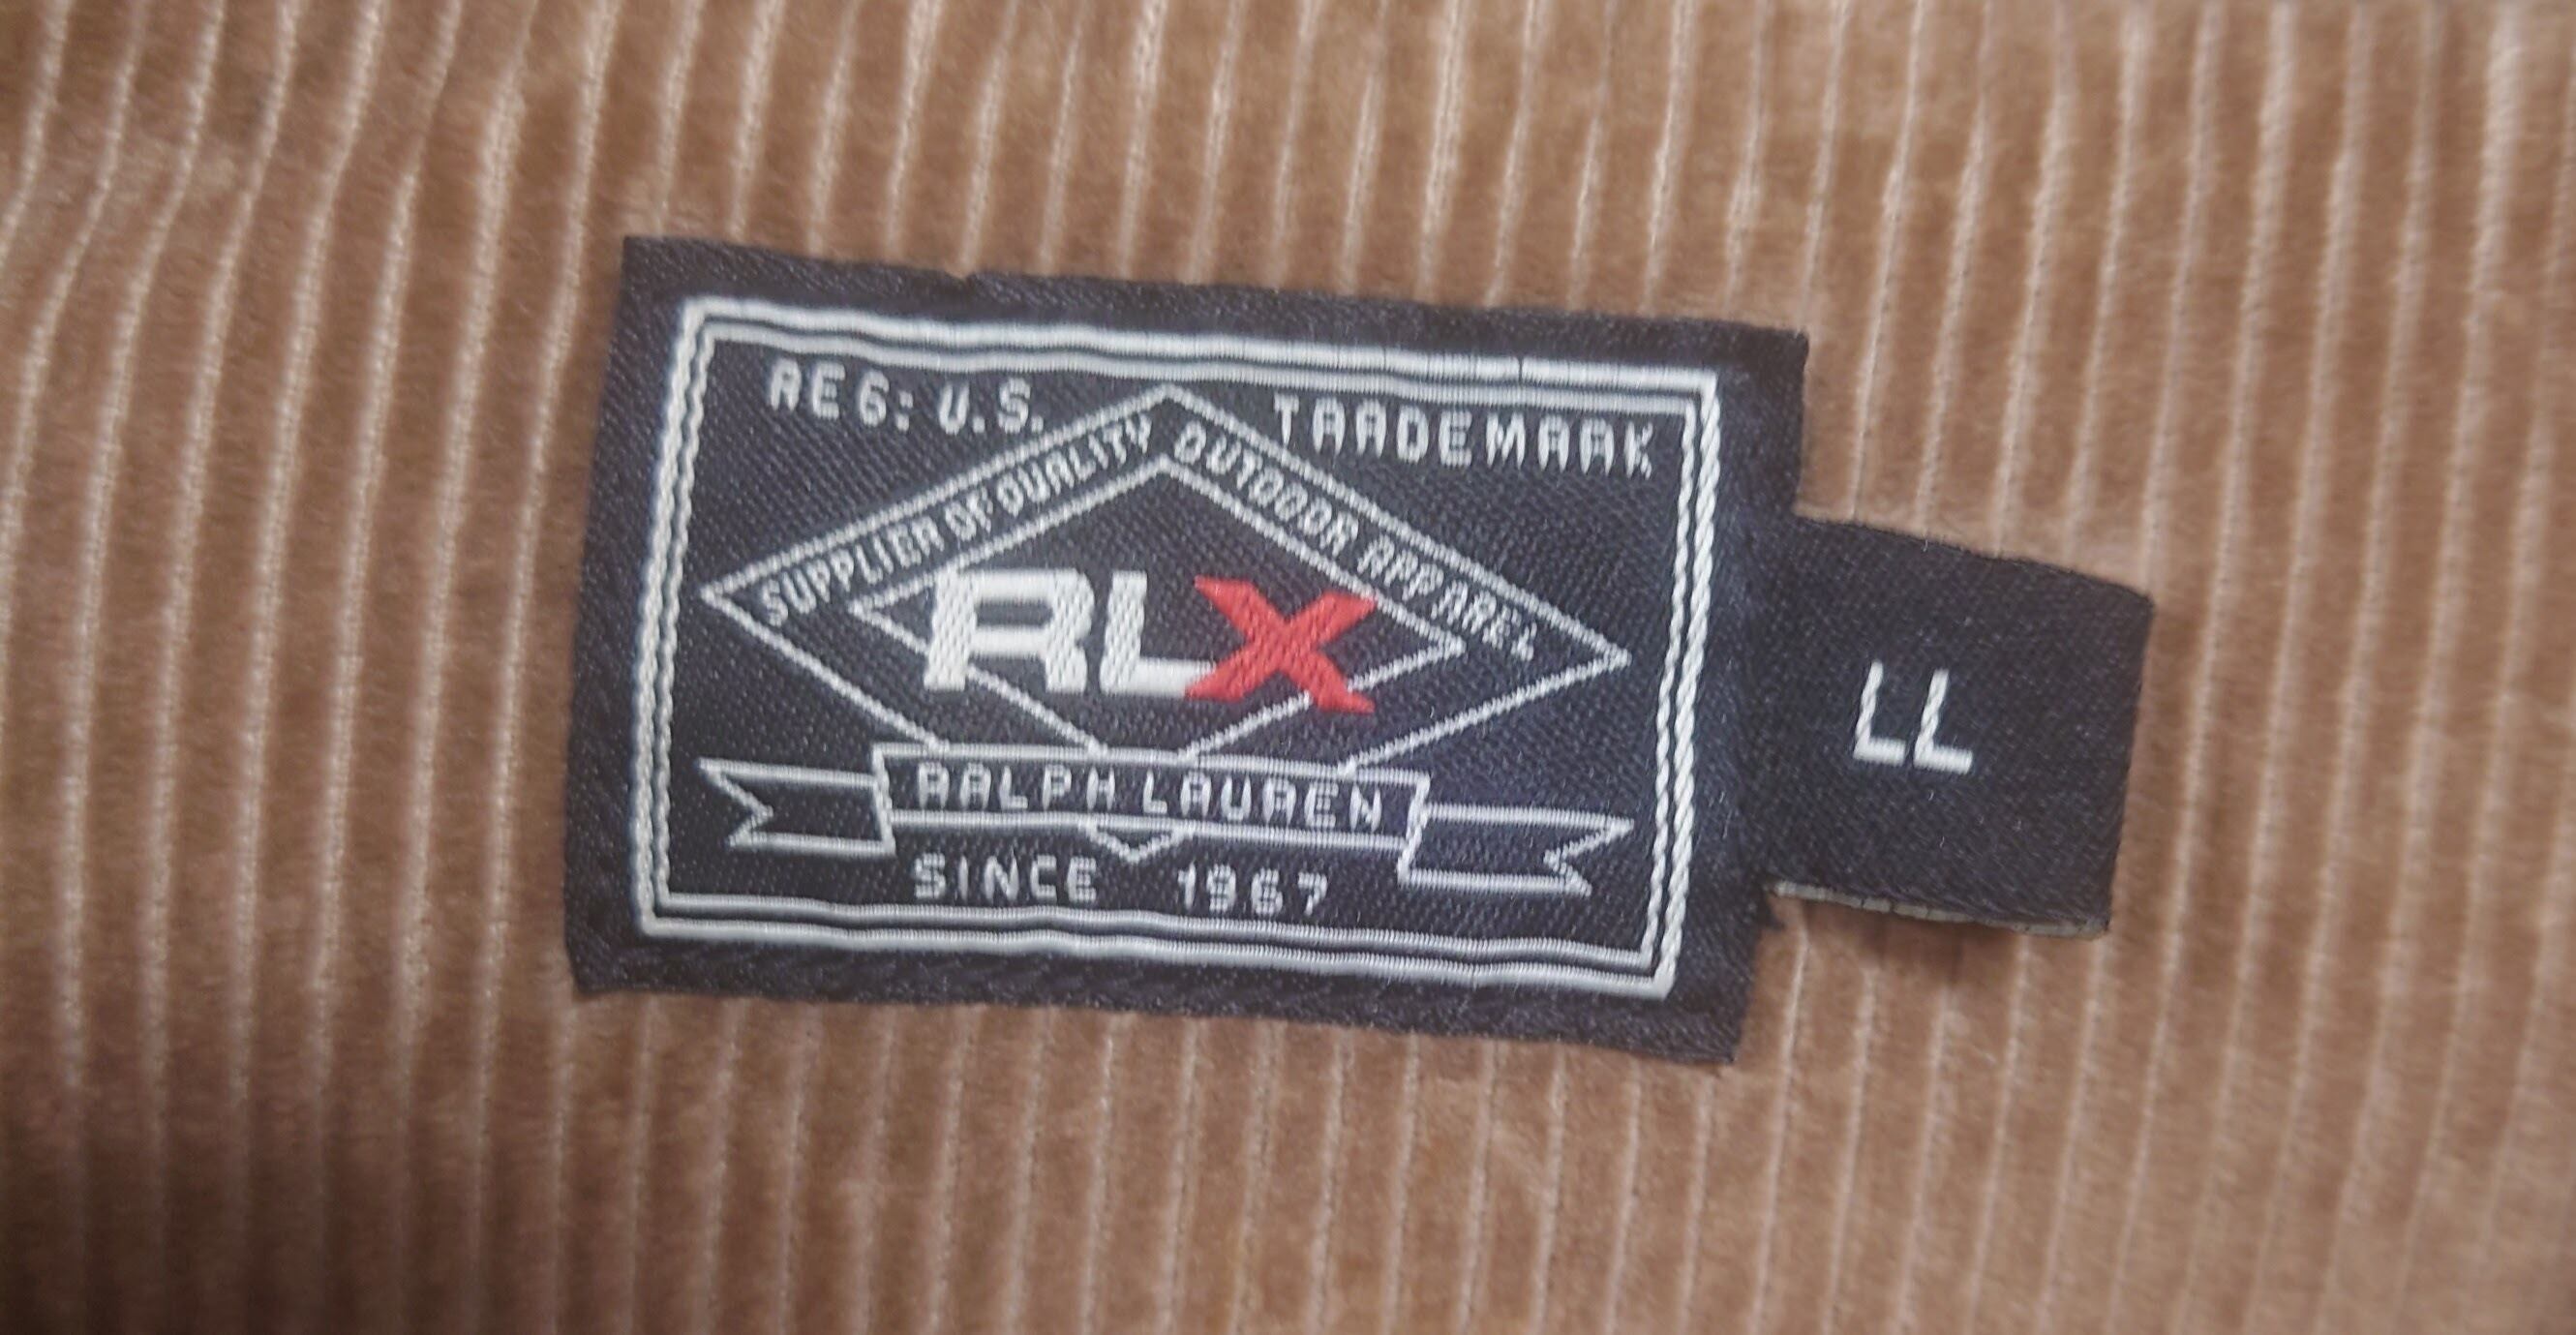 REG: U.S. TRADEMARK
SUPPLIER OF QUALITY OUTDOOR APPAREL
RLX
LL
RALPH LAUREN
SINCE 1967